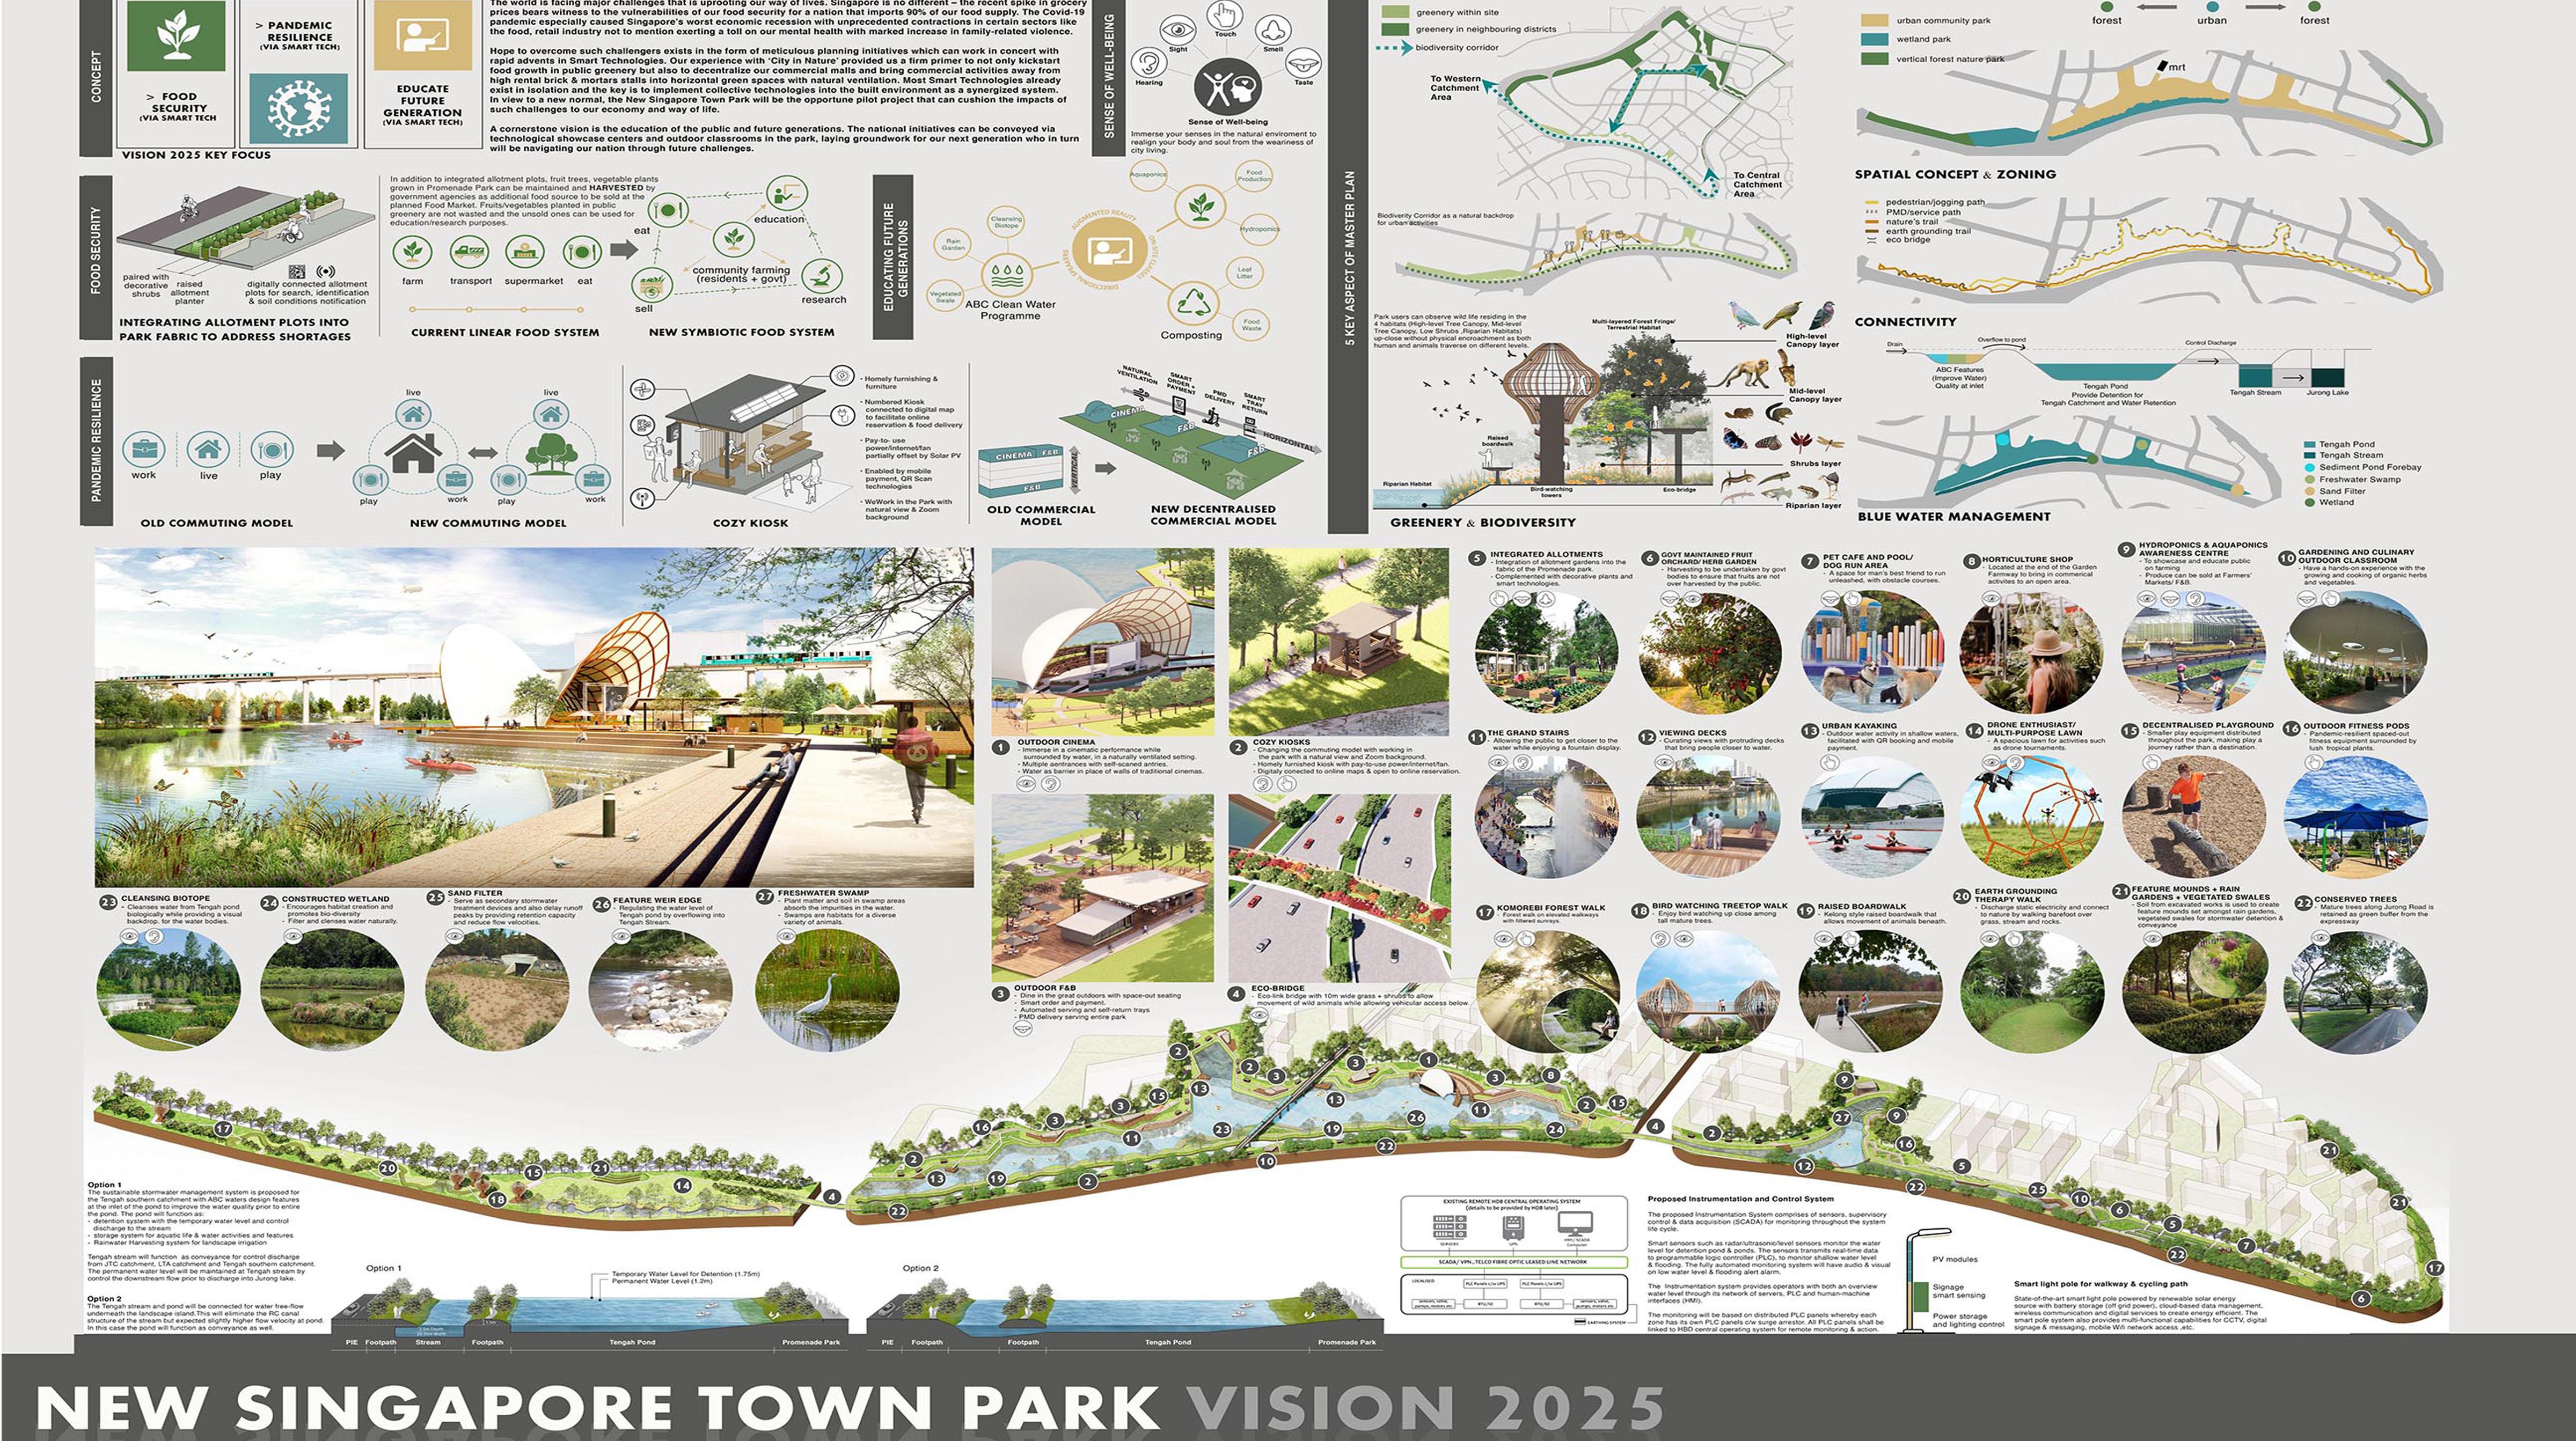 CONCEPT
> PANDEMIC
RESILIENCE
(VIA SMART TECH)
> FOOD
SECURITY
(VIA SMART TECH
EDUCATE
FUTURE
GENERATION
(VIA SMART TECH)
VISION 2025 KEY FOCUS
The world is facing major challenges that is uprooting our way of lives. Singapore is no different – the recent spike in grocery
prices bears witness to the vulnerabilities of our food security for a nation that imports 90% of our food supply. The Covid-19
pandemic especially caused Singapore's worst economic recession with unprecedented contractions in certain sectors like
the food, retail industry not to mention exerting a toll on our mental health with marked increase in family-related violence.
Hope to overcome such challengers exists in the form of meticulous planning initiatives which can work in concert with
rapid advents in Smart Technologies. Our experience with 'City in Nature' provided us a firm primer to not only kickstart
food growth in public greenery but also to decentralize our commercial malls and bring commercial activities away from
high rental brick & mortars stalls into horizontal green spaces with natural ventilation. Most Smart Technologies already
exist in isolation and the key is to implement collective technologies into the built environment as a synergized system.
In view to a new normal, the New Singapore Town Park will be the opportune pilot project that can cushion the impacts of
such challenges to our economy and way of life.
A cornerstone vision is the education of the public and future generations. The national initiatives can be conveyed via
technological showcase centers and outdoor classrooms in the park, laying groundwork for our next generation who in turn
will be navigating our nation through future challenges.
SENSE OF WELL-BEING
Hearing
Sight
Touch
Smell
Taste
Sense of Well-being
Immerse your senses in the natural enviroment to
realign your body and soul from the weariness of
city living.
FOOD SECURITY
paired with
decorative
shrubs
raised
allotment
planter
digitally connected allotment
plots for search, identification
& soil conditions notification
INTEGRATING ALLOTMENT PLOTS INTO
PARK FABRIC TO ADDRESS SHORTAGES
In addition to integrated allotment plots, fruit trees, vegetable plants
grown in Promenade Park can be maintained and HARVESTED by
government agencies as additional food source to be sold at the
planned Food Market. Fruits/vegetables planted in public
greenery are not wasted and the unsold ones can be used for
education/research purposes.
farm
transport
supermarket
eat
CURRENT LINEAR FOOD SYSTEM
eat
education
community farming
(residents + govt)
sell
research
NEW SYMBIOTIC FOOD SYSTEM
EDUCATING FUTURE
GENERATIONS
Rain
Garden
Cleansing
Biotope
Vegetated
Swale
ABC Clean Water
Programme
AUGMENTED REALITY
Aquaponics
Food
Production
Hydroponics
Leaf
Litter
Food
Waste
Composting
PANDEMIC RESILIENCE
work
live
play
OLD COMMUTING MODEL
live
play
work
live
play
work
NEW COMMUTING MODEL
COZY KIOSK
- Homely furnishing &
furniture
- Numbered Kiosk
connected to digital map
to facilitate online
reservation & food delivery
- Pay-to- use
power/internet/fan
partially offset by Solar PV
- Enabled by mobile
payment, QR Scan
technologies
- WeWork in the Park with
natural view & Zoom
background
CINEMA F&B
F&B
VERTICAL
OLD COMMERCIAL
MODEL
NATURAL
VENTILATION
SMART
ORDER +
PAYMENT
PMD
DELIVERY
SMART
TRAY
RETURN
CINEMA
F&B
F&B
HORIZONTAL
NEW DECENTRALISED
COMMERCIAL MODEL
5 KEY ASPECT OF MASTER PLAN
greenery within site
greenery in neighbouring districts
biodiversity corridor
To Western
Catchment
Area
To Central
Catchment
Area
Biodiverity Corridor as a natural backdrop
for urban activities
Park users can observe wild life residing in the
4 habitats (High-level Tree Canopy, Mid-level
Tree Canopy, Low Shrubs ,Riparian Habitats)
up-close without physical encroachment as both
human and animals traverse on different levels.
Multi-layered Forest Fringe/
Terrestrial Habitat
High-level
Canopy layer
Mid-level
Canopy layer
Shrubs layer
Riparian layer
Raised
boardwalk
Riparian Habitat
Bird-watching
towers
Eco-bridge
GREENERY & BIODIVERSITY
urban community park
wetland park
vertical forest nature park
forest
urban
forest
mrt
SPATIAL CONCEPT & ZONING
pedestrian/jogging path
PMD/service path
nature's trail
earth grounding trail
eco bridge
CONNECTIVITY
Drain
Overflow to pond
Control Discharge
ABC Features
(Improve Water)
Quality at inlet
Tengah Pond
Provide Detention for
Tengah Catchment and Water Retention
Tengah Stream
Jurong Lake
Tengah Pond
Tengah Stream
Sediment Pond Forebay
Freshwater Swamp
Sand Filter
Wetland
BLUE WATER MANAGEMENT
1 OUTDOOR CINEMA
- Immerse in a cinematic performance while
surrounded by water, in a naturally ventilated setting.
- Multiple aentrances with self-scaned antries.
- Water as barrier in place of walls of traditional cinemas.
2 COZY KIOSKS
- Changing the commuting model with working in
the park with a natural view and Zoom background.
- Homely furnished kiosk with pay-to-use power/internet/fan.
- Digitaly conected to online maps & open to online reservation.
3 OUTDOOR F&B
- Dine in the great outdoors with space-out seating
- Smart order and payment.
- Automated serving and self-return trays
- PMD delivery serving entire park
4 ECO-BRIDGE
- Eco-link bridge with 10m wide grass + shrubs to allow
movement of wild animals while allowing vehicular access below.
5 INTEGRATED ALLOTMENTS
- Integration of allotment gardens into the
fabric of the Promenade park.
- Complemented with decorative plants and
smart technologies.
6 GOVT MAINTAINED FRUIT
ORCHARD/ HERB GARDEN
- Harvesting to be undertaken by govt
bodies to ensure that fruits are not
over harvested by the public.
7 PET CAFE AND POOL/
DOG RUN AREA
- A space for man's best friend to run
unleashed, with obstacle courses.
8 HORTICULTURE SHOP
- Located at the end of the Garden
Farmway to bring in commerical
activites to an open area.
9 HYDROPONICS & AQUAPONICS
AWARENESS CENTRE
- To showcase and educate public
on farming
- Produce can be sold at Farmers'
Markets/ F&B.
10 GARDENING AND CULINARY
OUTDOOR CLASSROOM
- Have a hands-on experience with the
growing and cooking of organic herbs
and vegetables.
11 THE GRAND STAIRS
- Allowing the public to get closer to the
water while enjoying a fountain display.
12 VIEWING DECKS
- Curating views with protruding decks
that bring people closer to water.
13 URBAN KAYAKING
- Outdoor water activity in shallow waters,
facilitated with QR booking and mobile
payment.
14 DRONE ENTHUSIAST/
MULTI-PURPOSE LAWN
- A spacious lawn for activities such
as drone tournaments.
15 DECENTRALISED PLAYGROUND
- Smaller play equipment distributed
throughout the park, making play a
journey rather than a destination.
16 OUTDOOR FITNESS PODS
- Pandemic-resilient spaced-out
fitness equipment surrounded by
lush tropical plants.
17 KOMOREBI FOREST WALK
- Forest walk on elevated walkways
with filtered sunrays.
18 BIRD WATCHING TREETOP WALK
- Enjoy bird watching up close among
tall mature trees.
19 RAISED BOARDWALK
- Kelong style raised boardwalk that
allows movement of animals beneath.
20 EARTH GROUNDING
THERAPY WALK
- Discharge static electricity and connect
to nature by walking barefoot over
grass, stream and rocks.
21 FEATURE MOUNDS + RAIN
GARDENS + VEGETATED SWALES
- Soil from excavated works is used to create
feature mounds set amongst rain gardens,
vegetated swales for stormwater detention &
conveyance
22 CONSERVED TREES
- Mature trees along Jurong Road is
retained as green buffer from the
expressway
23 CLEANSING BIOTOPE
- Cleanses water from Tengah pond
biologically while providing a visual
backdrop. for the water bodies.
24 CONSTRUCTED WETLAND
- Encourages habitat creation and
promotes bio-diversity
- Filter and clenses water naturally.
25 SAND FILTER
- Serve as secondary stormwater
treatment devices and also delay runoff
peaks by providing retention capacity
and reduce flow velocities.
26 FEATURE WEIR EDGE
- Regulating the water level of
Tengah pond by overflowing into
Tengah Stream.
27 FRESHWATER SWAMP
- Plant matter and soil in swamp areas
absorbs the impurities in the water.
- Swamps are habitats for a diverse
variety of animals.
Option 1
The sustainable stormwater management system is proposed for
the Tengah southern catchment with ABC waters design features
at the inlet of the pond to improve the water quality prior to entire
the pond. The pond will function as:
- detention system with the temporary water level and control
discharge to the stream
- storage system for aquatic life & water activities and features
- Rainwater Harvesting system for landscape irrigation
Tengah stream will function as conveyance for control discharge
from JTC catchment, LTA catchment and Tengah southern catchment.
The permanent water level will be maintained at Tengah stream by
control the downstream flow prior to discharge into Jurong lake.
Option 2
The Tengah stream and pond will be connected for water free-flow
underneath the landscape island.This will eliminate the RC canal
structure of the stream but expected slightly higher flow velocity at pond.
In this case the pond will function as conveyance as well.
Option 1
Temporary Water Level for Detention (1.75m)
Permanent Water Level (1.2m)
PIE Footpath Stream Footpath Tengah Pond Promenade Park
Option 2
PIE Footpath Footpath Tengah Pond Promenade Park
EXISTING REMOTE HDB CENTRAL OPERATING SYSTEM
(details to be provided by HDB later)
SERVERS
UPS
HMI/ SCADA
Computer
SCADA/ VPN_TELCO FIBRE OPTIC LEASED LINE NETWORK
LOCALISED
PLC Panels c/w UPS
PLC Panels c/w UPS
RTU/IO
RTU/IO
EARTHING SYSTEM
Proposed Instrumentation and Control System
The proposed Instrumentation System comprises of sensors, supervisory
control & data acquisition (SCADA) for monitoring throughout the system
life cycle.
Smart sensors such as radar/ultrasonic/level sensors monitor the water
level for detention pond & ponds. The sensors transmits real-time data
to programmable logic controller (PLC), to monitor shallow water level
& flooding. The fully automated monitoring system will have audio & visual
on low water level & flooding alert alarm.
The Instrumentation system provides operators with both an overview
water level through its network of servers, PLC and human-machine
interfaces (HMI).
The monitoring will be based on distributed PLC panels whereby each
zone has its own PLC panels c/w surge arrestor. All PLC panels shall be
linked to HBD central operating system for remote monitoring & action.
PV modules
Signage
smart sensing
Power storage
and lighting control
Smart light pole for walkway & cycling path
State-of-the-art smart light pole powered by renewable solar energy
source with battery storage (off grid power), cloud-based data management,
wireless communication and digital services to create energy efficient. The
smart pole system also provides multi-functional capabilities for CCTV, digital
signage & messaging, mobile Wifi network access ,etc.
NEW SINGAPORE TOWN PARK VISION 2025